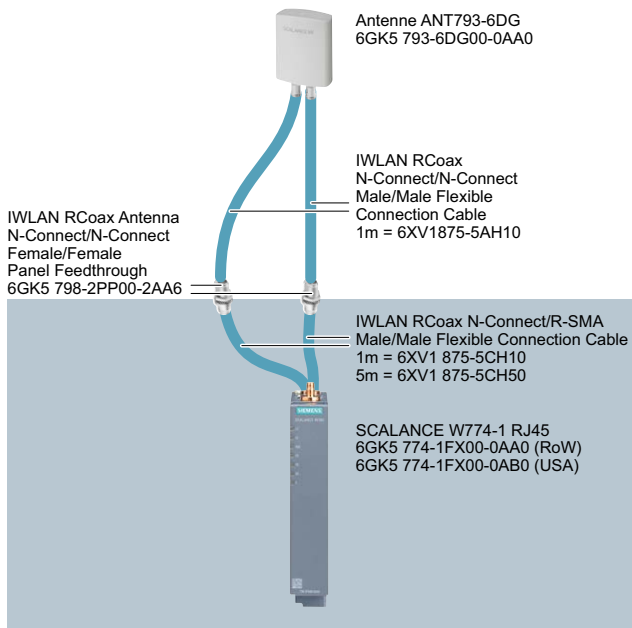 Antenne ANT793-6DG
6GK5 793-6DG00-0AA0
IWLAN RCoax
N-Connect/N-Connect
Male/Male Flexible
Connection Cable
1m = 6XV1875-5AH10
IWLAN RCoax Antenna
N-Connect/N-Connect
Female/Female
Panel Feedthrough
6GK5 798-2PP00-2AA6
IWLAN RCoax N-Connect/R-SMA
Male/Male Flexible Connection Cable
1m = 6XV1 875-5CH10
5m = 6XV1 875-5CH50
SIEMENS
SCALANCE W774-1 RJ45
6GK5 774-1FX00-0AA0 (RoW)
6GK5 774-1FX00-0AB0 (USA)